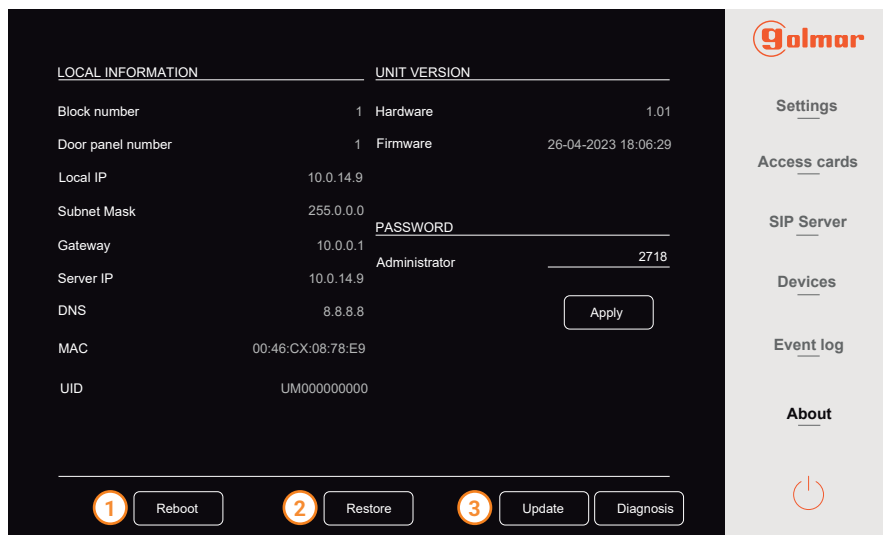 golmar
LOCAL INFORMATION
Block number 1
Door panel number 1
Local IP 10.0.14.9
Subnet Mask 255.0.0.0
Gateway 10.0.0.1
Server IP 10.0.14.9
DNS 8.8.8.8
MAC 00:46:CX:08:78:E9
UID UM000000000
UNIT VERSION
Hardware 1.01
Firmware 26-04-2023 18:06:29
PASSWORD
Administrator 2718
Apply
1 Reboot 2 Restore 3 Update Diagnosis
Settings
Access cards
SIP Server
Devices
Event log
About